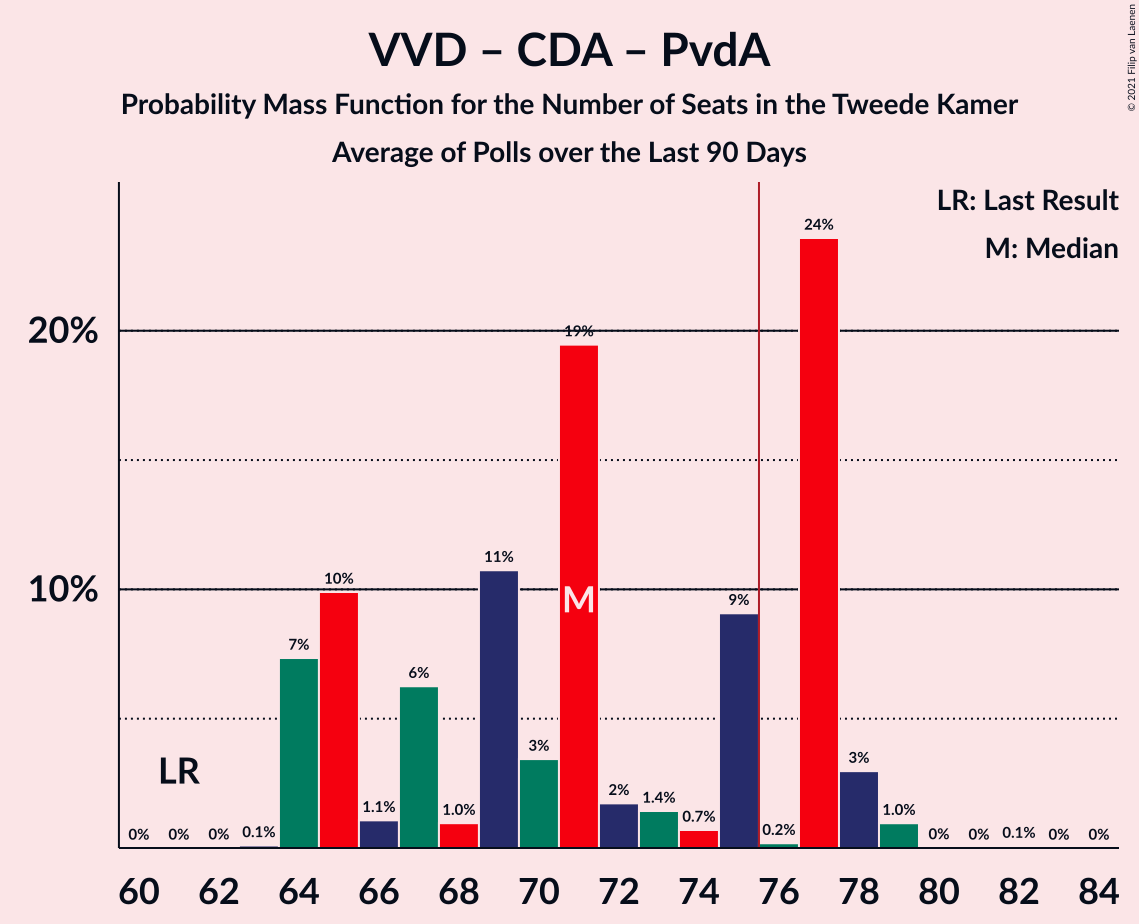 VVD – CDA – PvdA
Probability Mass Function for the Number of Seats in the Tweede Kamer
Average of Polls over the Last 90 Days
© 2021 Filip van Laenen
LR: Last Result
M: Median
20%
10%
0% 0% 0% 0.1% 7% 10% 1.1% 6% 1.0% 11% 3% 19% 2% 1.4% 0.7% 9% 0.2% 24% 3% 1.0% 0% 0% 0.1% 0% 0%
M
LR
60 62 64 66 68 70 72 74 76 78 80 82 84